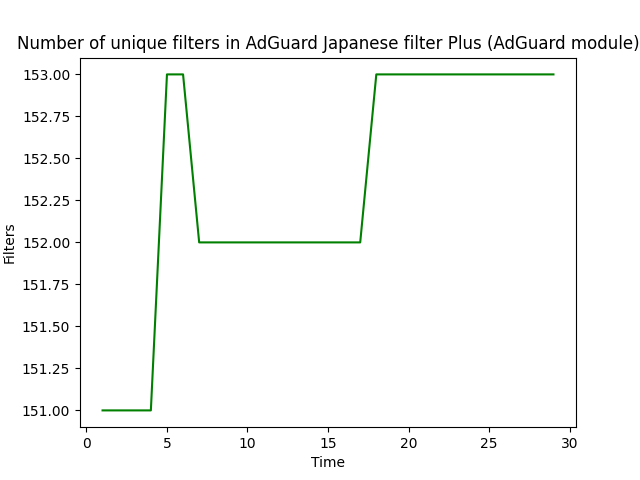 Number of unique filters in AdGuard Japanese filter Plus (AdGuard module)
153.00
152.75
152.50
152.25
152.00
151.75
151.50
151.25
151.00
Filters
0 5 10 15 20 25 30
Time